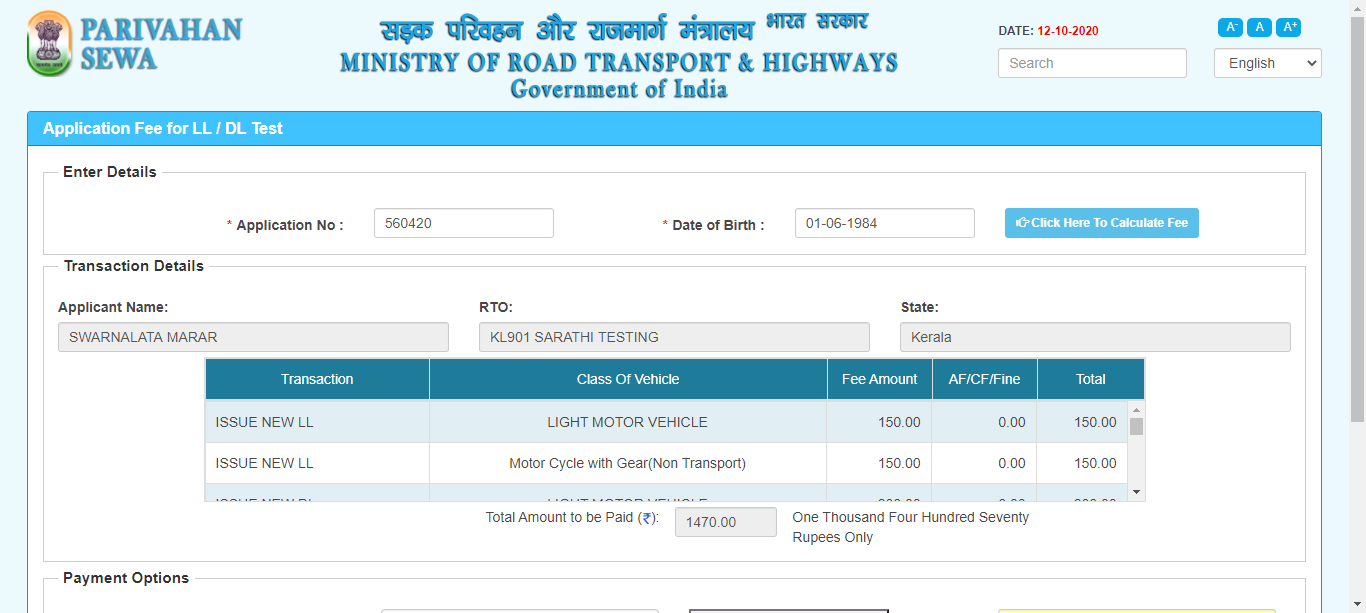 PARIVAHAN
SEWA
सड़क परिवहन और राजमार्ग मंत्रालय भारत सरकार
MINISTRY OF ROAD TRANSPORT & HIGHWAYS
Government of India
DATE: 12-10-2020
A- A A+
Search
English
Application Fee for LL / DL Test
Enter Details
* Application No : 560420 * Date of Birth : 01-06-1984 Click Here To Calculate Fee
Transaction Details
Applicant Name: RTO: State:
SWARNALATA MARAR KL901 SARATHI TESTING Kerala
Transaction Class Of Vehicle Fee Amount AF/CF/Fine Total
ISSUE NEW LL LIGHT MOTOR VEHICLE 150.00 0.00 150.00
ISSUE NEW LL Motor Cycle with Gear(Non Transport) 150.00 0.00 150.00
Total Amount to be Paid (₹): 1470.00 One Thousand Four Hundred Seventy
Rupees Only
Payment Options